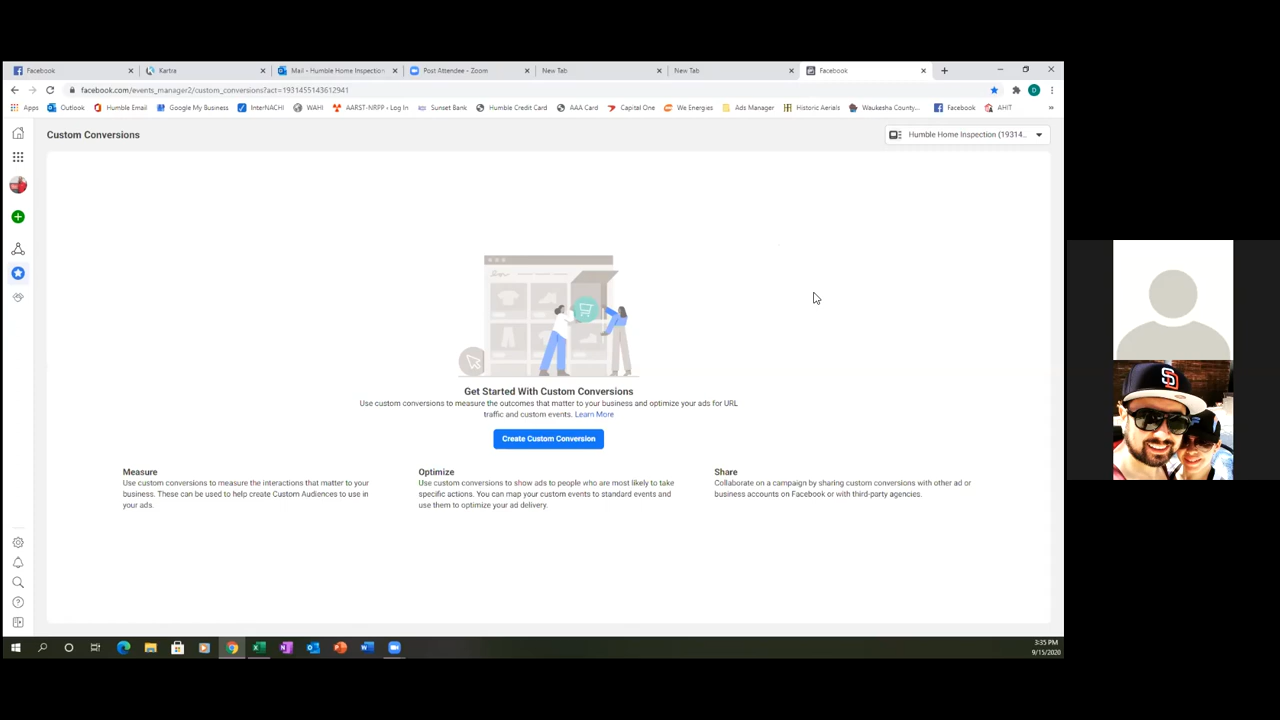 Facebook
Kartra
Mail - Humble Home Inspection
Post Attendee - Zoom
New Tab
New Tab
Facebook
facebook.com/events_manager2/custom_conversions?act=1931455143612941
Apps Outlook Humble Email Google My Business InterNACHI WAHI AARST-NRPP - Log In Sunset Bank Humble Credit Card AAA Card Capital One We Energies Ad Manager Historic Aerials Waukesha County... Facebook AHIT »
Custom Conversions
Humble Home Inspection (19314...
Get Started With Custom Conversions
Use custom conversions to measure the outcomes that matter to your business and optimize your ads for URL
traffic and custom events. Learn More
Create Custom Conversion
Measure
Use custom conversions to measure the interactions that matter to your
business. These can be used to help create Custom Audiences to use in
your ads.
Optimize
Use custom conversions to show ads to people who are most likely to take
specific actions. You can map your custom events to standard events and
use them to optimize your ad delivery.
Share
Collaborate on a campaign by sharing custom conversions with other ad or
business accounts on Facebook or with third-party agencies.
3:35 PM
9/15/2020